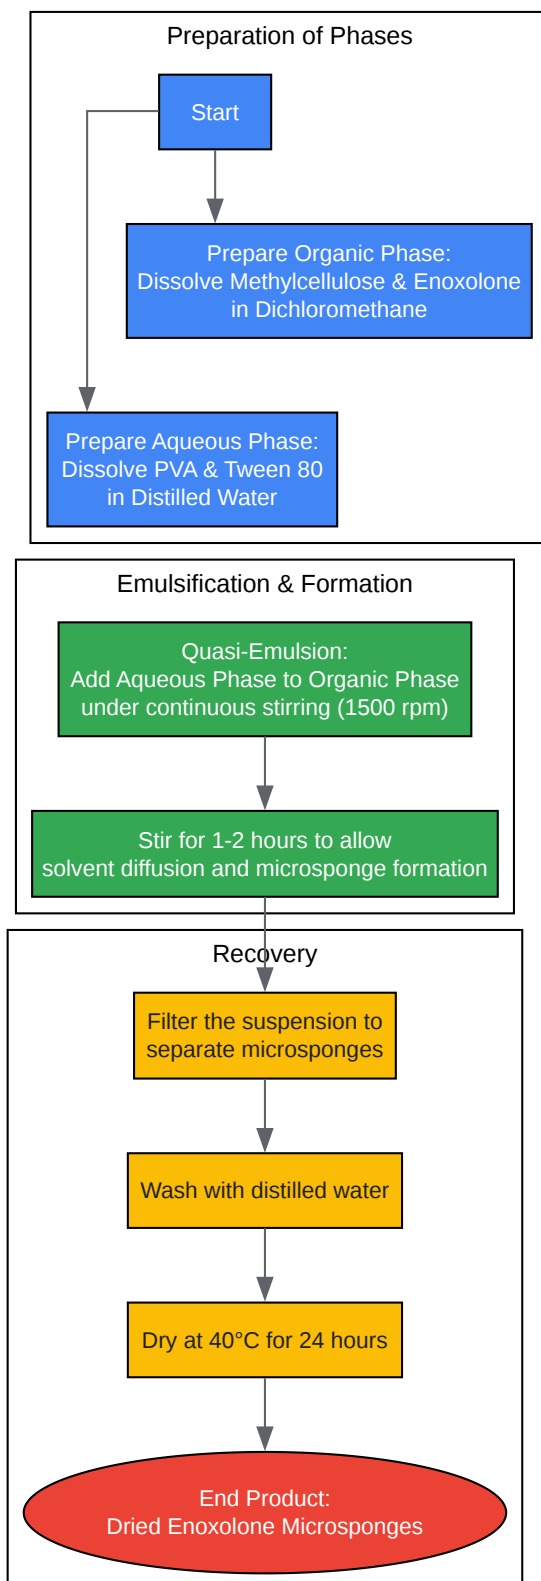 Preparation of Phases
Start
Prepare Organic Phase:
Dissolve Methylcellulose & Enoxolone
in Dichloromethane
Prepare Aqueous Phase:
Dissolve PVA & Tween 80
in Distilled Water
Emulsification & Formation
Quasi-Emulsion:
Add Aqueous Phase to Organic Phase
under continuous stirring (1500 rpm)
Stir for 1-2 hours to allow
solvent diffusion and microsponge formation
Recovery
Filter the suspension to
separate microsponges
Wash with distilled water
Dry at 40°C for 24 hours
End Product:
Dried Enoxolone Microsponges